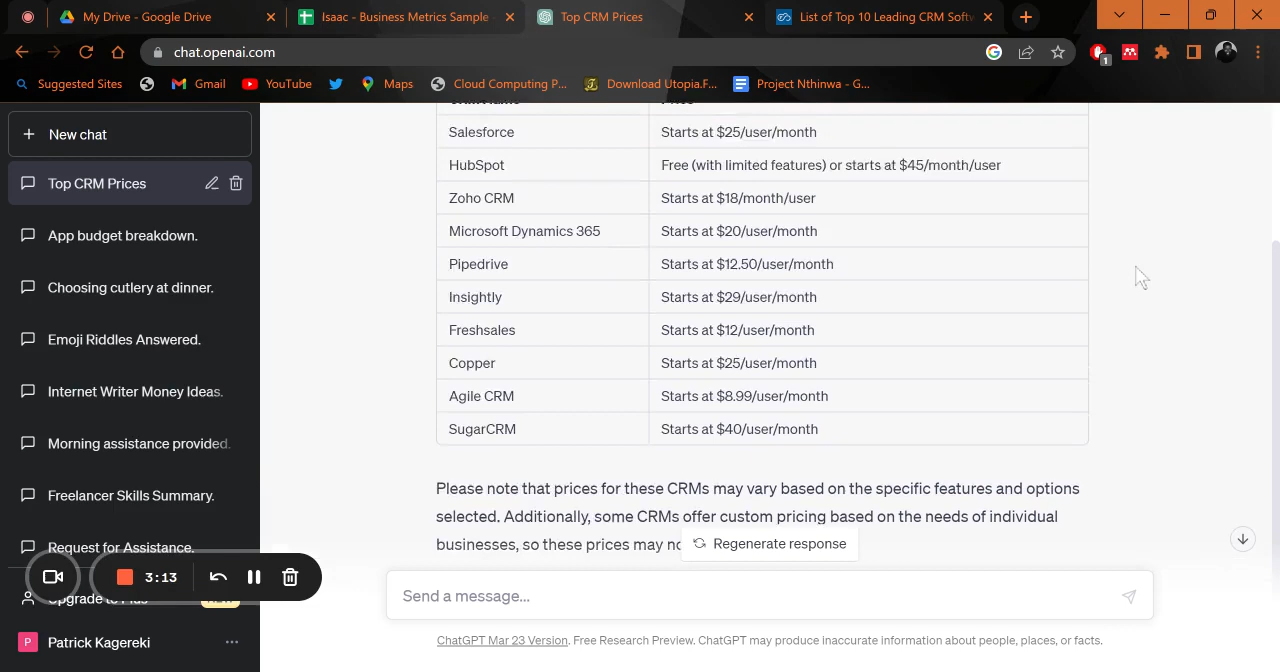 My Drive - Google Drive
Isaac - Business Metrics Sample
Top CRM Prices
List of Top 10 Leading CRM Softw
chat.openai.com
1
Suggested Sites
Gmail
YouTube
Maps
Cloud Computing P...
Download Utopia.F...
Project Nthinwa - G...
New chat
Top CRM Prices
App budget breakdown.
Choosing cutlery at dinner.
Emoji Riddles Answered.
Internet Writer Money Ideas.
Morning assistance provided.
Freelancer Skills Summary.
Request for Assistance.
3:13
Upgrade to Plus
P Patrick Kagereki
Salesforce Starts at $25/user/month
HubSpot Free (with limited features) or starts at $45/month/user
Zoho CRM Starts at $18/month/user
Microsoft Dynamics 365 Starts at $20/user/month
Pipedrive Starts at $12.50/user/month
Insightly Starts at $29/user/month
Freshsales Starts at $12/user/month
Copper Starts at $25/user/month
Agile CRM Starts at $8.99/user/month
SugarCRM Starts at $40/user/month
Please note that prices for these CRMs may vary based on the specific features and options
selected. Additionally, some CRMs offer custom pricing based on the needs of individual
businesses, so these prices may no
Regenerate response
Send a message...
ChatGPT Mar 23 Version. Free Research Preview. ChatGPT may produce inaccurate information about people, places, or facts.